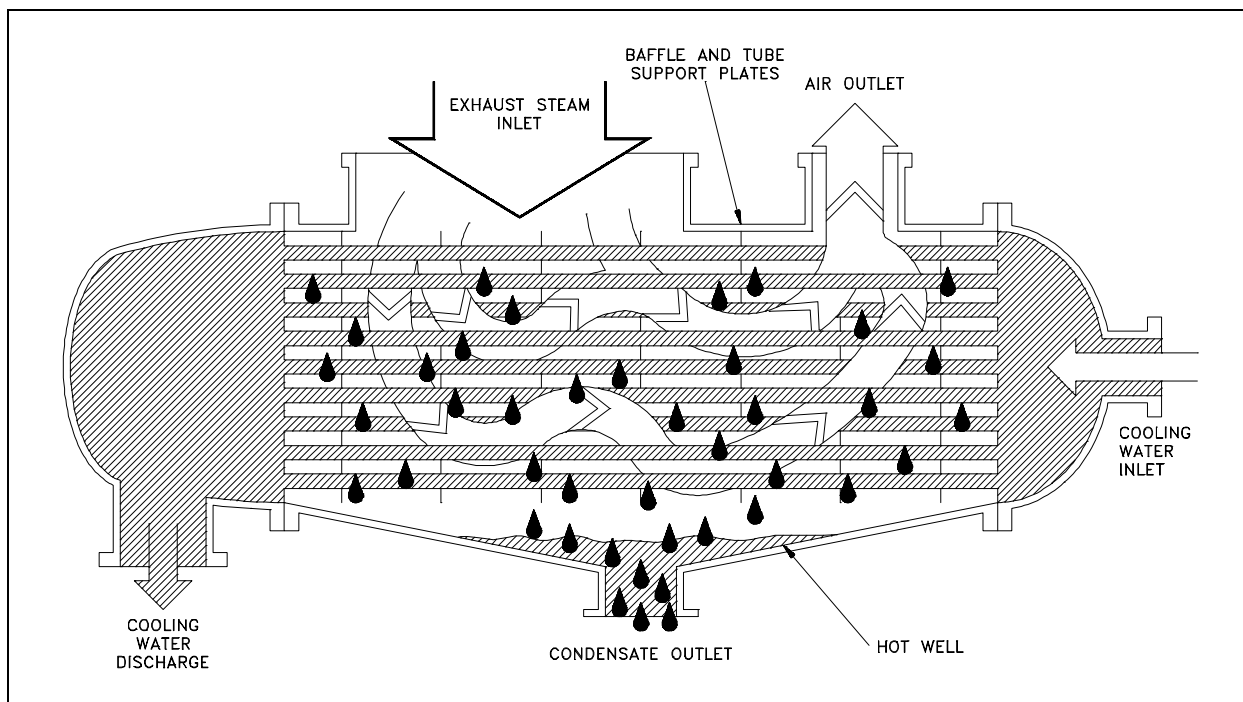 BAFFLE AND TUBE
SUPPORT PLATES
AIR OUTLET
EXHAUST STEAM
INLET
COOLING
WATER
INLET
COOLING
WATER
DISCHARGE
CONDENSATE OUTLET
HOT WELL